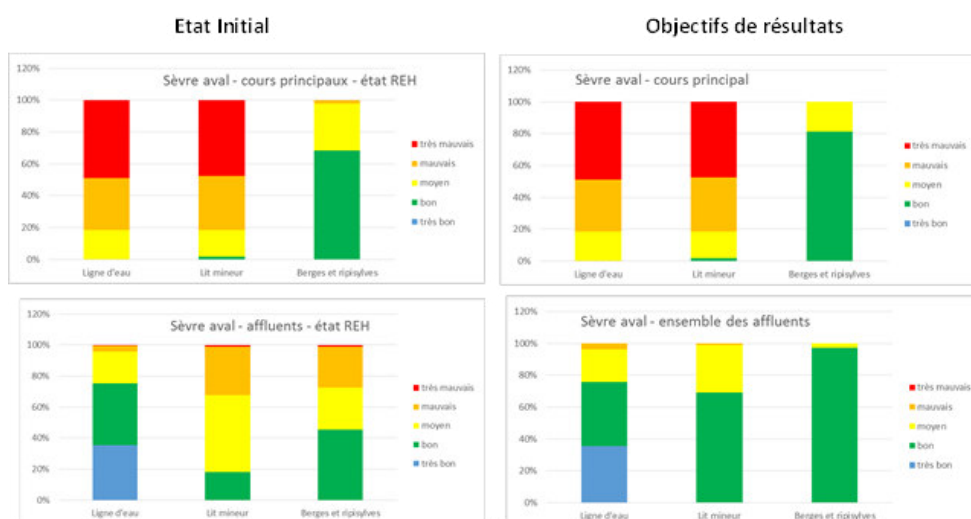 Etat Initial
Objectifs de résultats
Sèvre aval - cours principaux - état REH
120%
100%
80%
60%
40%
20%
0%
Ligne d'eau
Lit mineur
Berges et ripisylves
très mauvais
mauvais
moyen
bon
très bon
Sèvre aval - cours principal
120%
100%
80%
60%
40%
20%
0%
Ligne d'eau
Lit mineur
Berges et ripisylves
très mauvais
mauvais
moyen
bon
très bon
Sèvre aval - affluents - état REH
120%
100%
80%
60%
40%
20%
0%
Ligne d'eau
Lit mineur
Berges et ripisylves
très mauvais
mauvais
moyen
bon
très bon
Sèvre aval - ensemble des affluents
120%
100%
80%
60%
40%
20%
0%
Ligne d'eau
Lit mineur
Berges et ripisylves
très mauvais
mauvais
moyen
bon
très bon